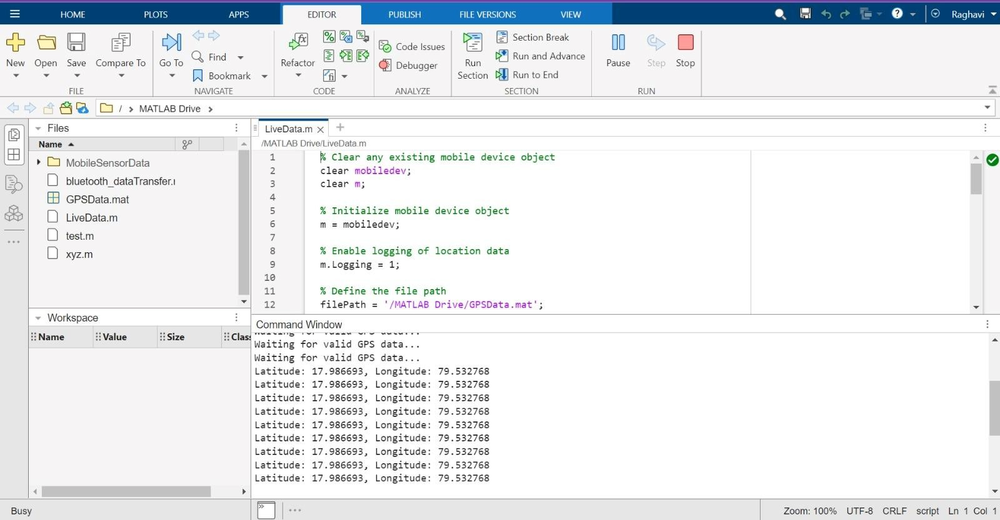 HOME PLOTS APPS EDITOR PUBLISH FILE VERSIONS VIEW Raghavi
New Open Save Compare To Go To Find Bookmark Refactor Code Issues Debugger Run Section Section Break Run and Advance Run to End Pause Step Stop
FILE NAVIGATE CODE ANALYZE SECTION RUN
/ › MATLAB Drive ›
Files
Name
MobileSensorData
bluetooth_dataTransfer.
GPSData.mat
LiveData.m
test.m
xyz.m
Workspace
Name Value Size Clas
LiveData.m
/MATLAB Drive/LiveData.m
1 % Clear any existing mobile device object
2 clear mobiledev;
3 clear m;
4
5 % Initialize mobile device object
6 m = mobiledev;
7
8 % Enable logging of location data
9 m.Logging = 1;
10
11 % Define the file path
12 filePath = '/MATLAB Drive/GPSData.mat';
Command Window
Waiting for valid GPS data...
Waiting for valid GPS data...
Waiting for valid GPS data...
Latitude: 17.986693, Longitude: 79.532768
Latitude: 17.986693, Longitude: 79.532768
Latitude: 17.986693, Longitude: 79.532768
Latitude: 17.986693, Longitude: 79.532768
Latitude: 17.986693, Longitude: 79.532768
Latitude: 17.986693, Longitude: 79.532768
Latitude: 17.986693, Longitude: 79.532768
Latitude: 17.986693, Longitude: 79.532768
Latitude: 17.986693, Longitude: 79.532768
Busy Zoom: 100% UTF-8 CRLF script Ln 1 Col 1